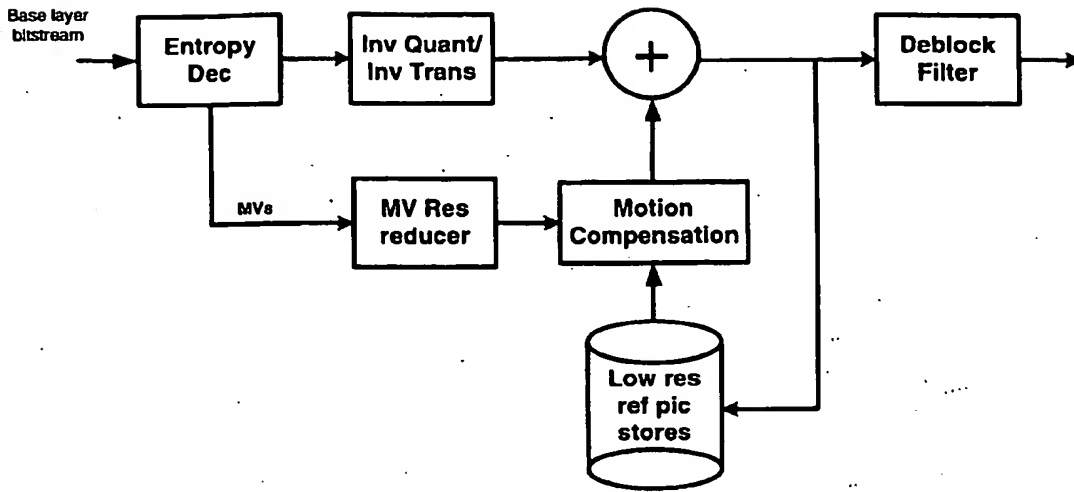 Base layer
bitstream
Entropy
Dec
Inv Quant/
Inv Trans
+
Deblock
Filter
MVs
MV Res
reducer
Motion
Compensation
Low res
ref pic
stores